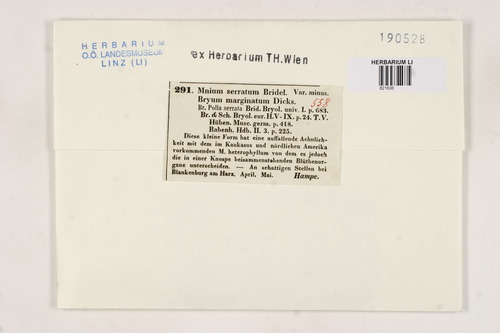 HERBARIUM
O.Ö. LANDESMUSEUM
LINZ (LI)
ex Herbarium TH.Wien
190528
HERBARIUM LI
821636
291. Mnium serratum Bridel. Var. minus.
Bryum marginatum Dicks.
558
Br. Polla serrata Brid. Bryol. univ. I. p. 683.
Br. & Sch. Bryol. eur. H.V-IX. p. 24. T.V.
Hüben. Musc. germ. p. 418.
Rabenh. Hdb. II. 3. p. 225.
Diese kleine Form hat eine auffallende Aehnlich-
keit mit dem im Kaukasus und nördlichen Amerika
vorkommenden M. heterophyllum von dem es jedoch
die in einer Knospe beisammenstehenden Blüthenor-
gane unterscheiden. — An schattigen Stellen bei
Blankenburg am Harz. April. Mai. Hampe.